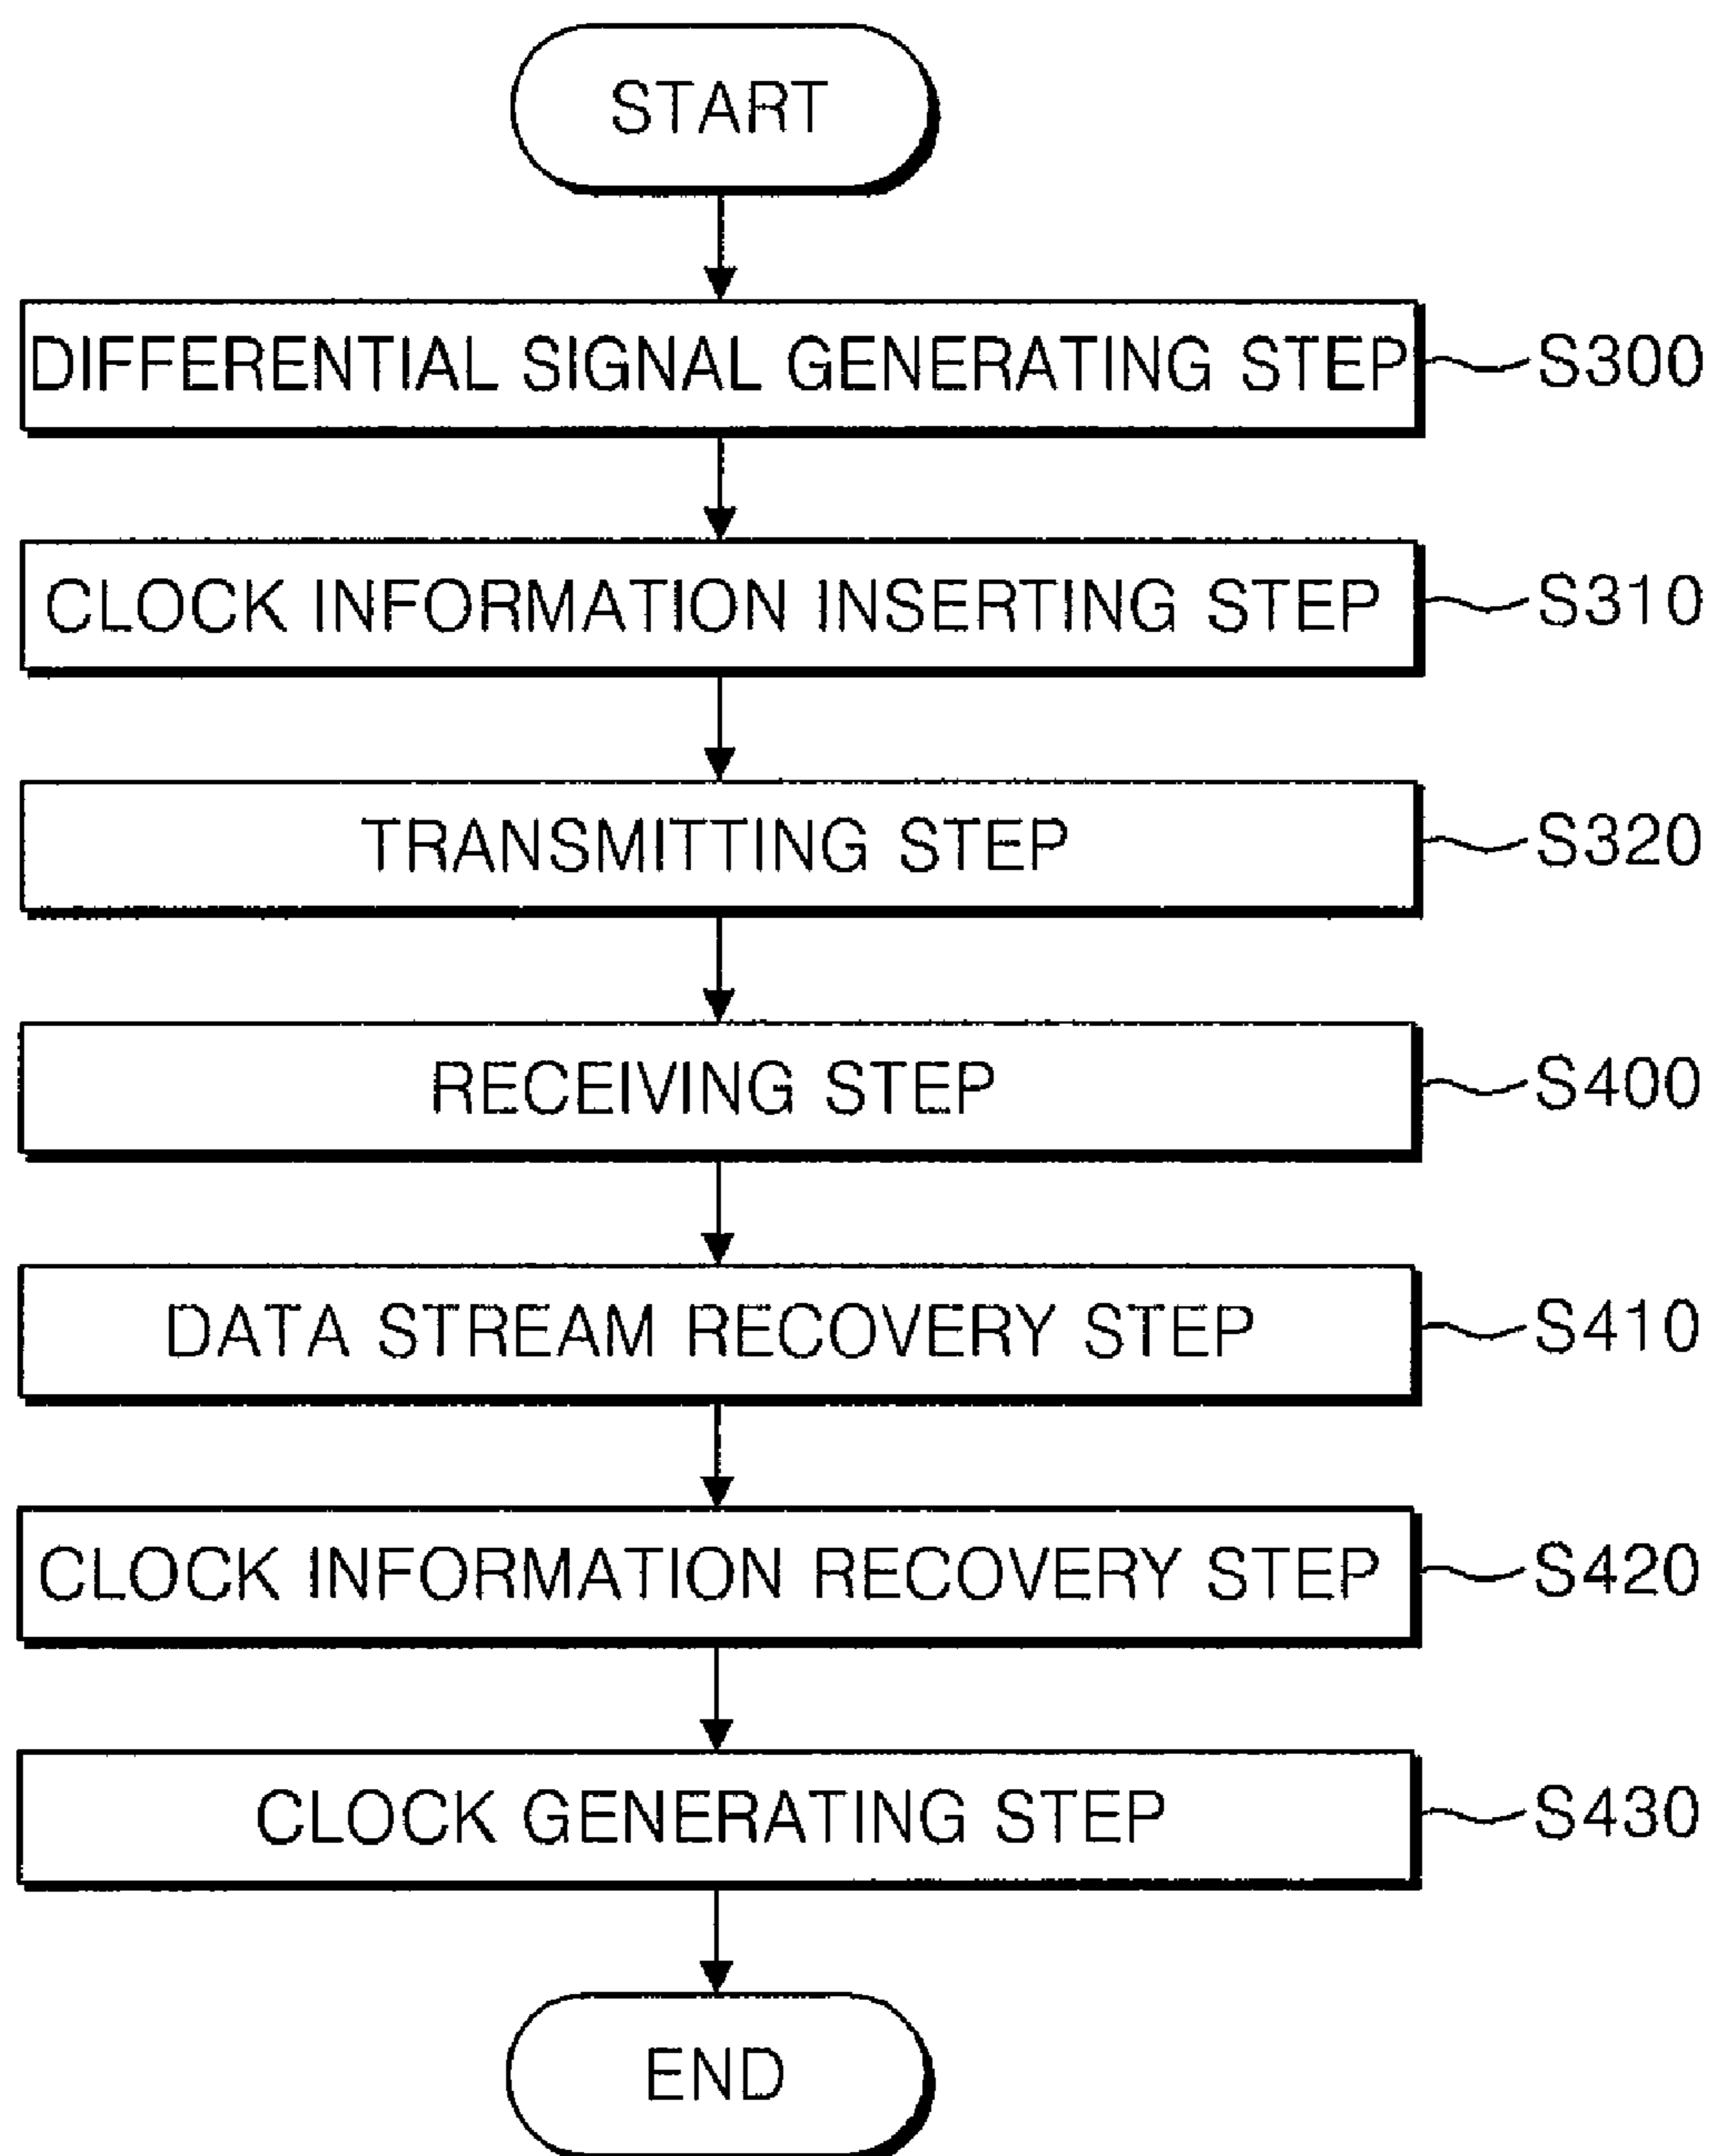 START
DIFFERENTIAL SIGNAL GENERATING STEP S300
CLOCK INFORMATION INSERTING STEP S310
TRANSMITTING STEP S320
RECEIVING STEP S400
DATA STREAM RECOVERY STEP S410
CLOCK INFORMATION RECOVERY STEP S420
CLOCK GENERATING STEP S430
END